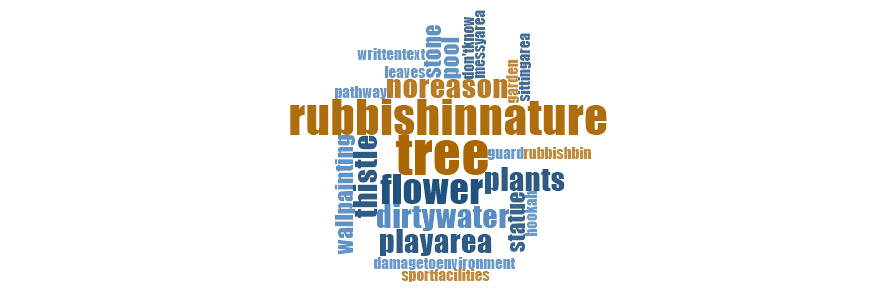 writtentext
stone
pool
don'tknow
messyarea
sittingarea
leaves
pathway
noreason
garden
rubbishinnature
tree
guard
rubbishbin
wallpainting
thistle
flower
plants
dirtywater
statue
hookah
playarea
damagetoenvironment
sportfacilities